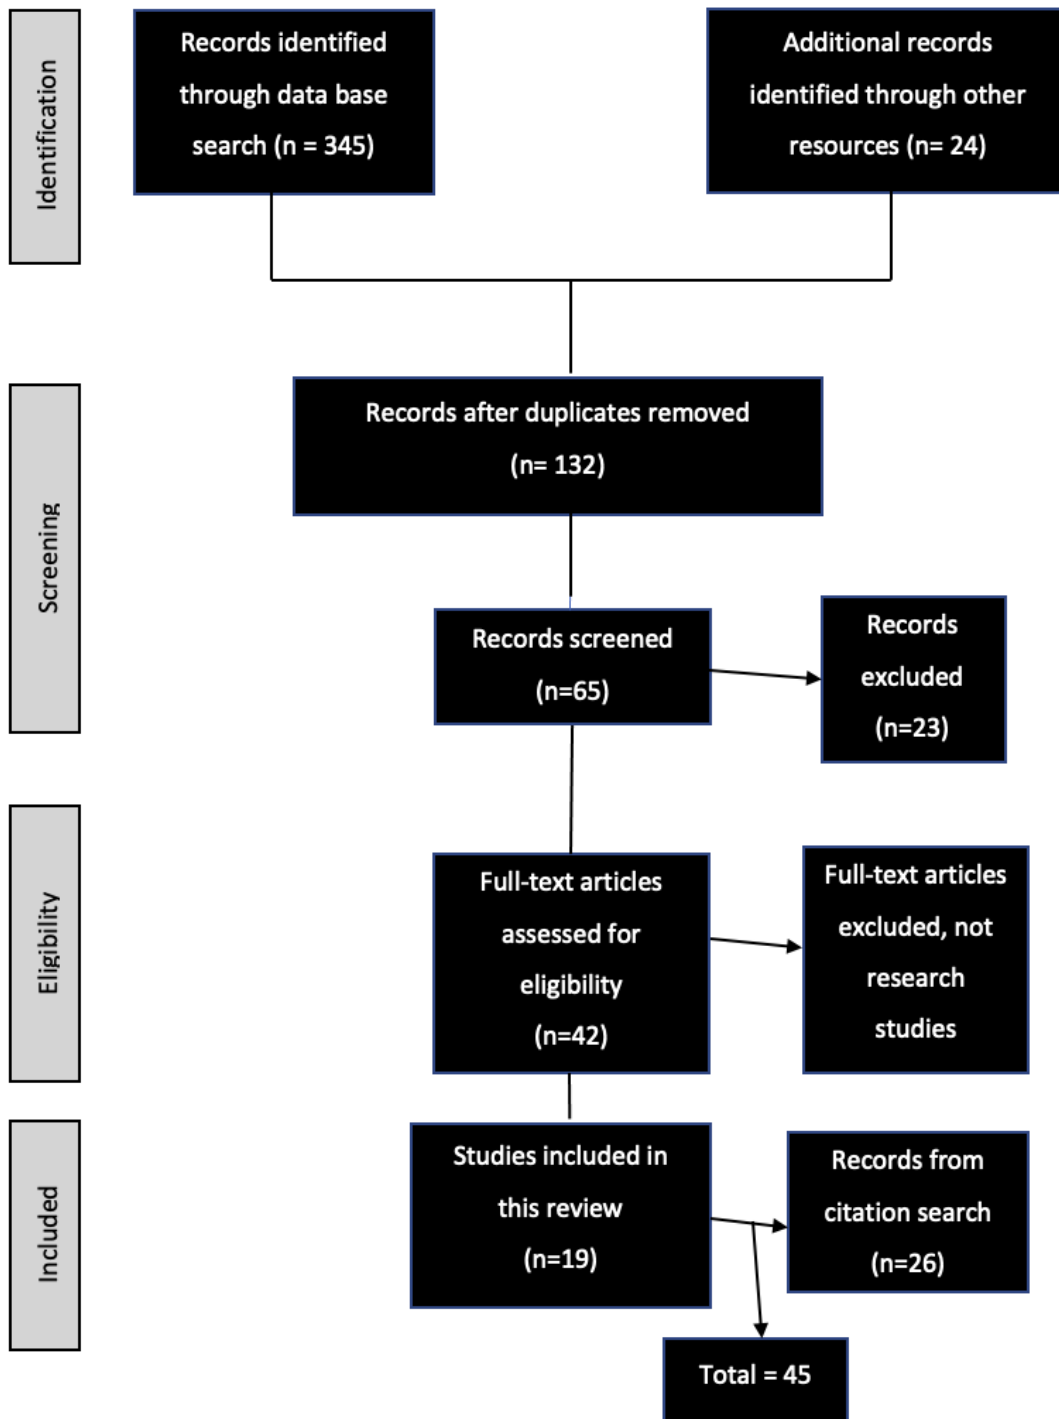 Identification
Records identified
through data base
search (n = 345)
Additional records
identified through other
resources (n= 24)
Screening
Records after duplicates removed
(n= 132)
Records screened
(n=65)
Records
excluded
(n=23)
Eligibility
Full-text articles
assessed for
eligibility
(n=42)
Full-text articles
excluded, not
research
studies
Included
Studies included in
this review
(n=19)
Records from
citation search
(n=26)
Total = 45